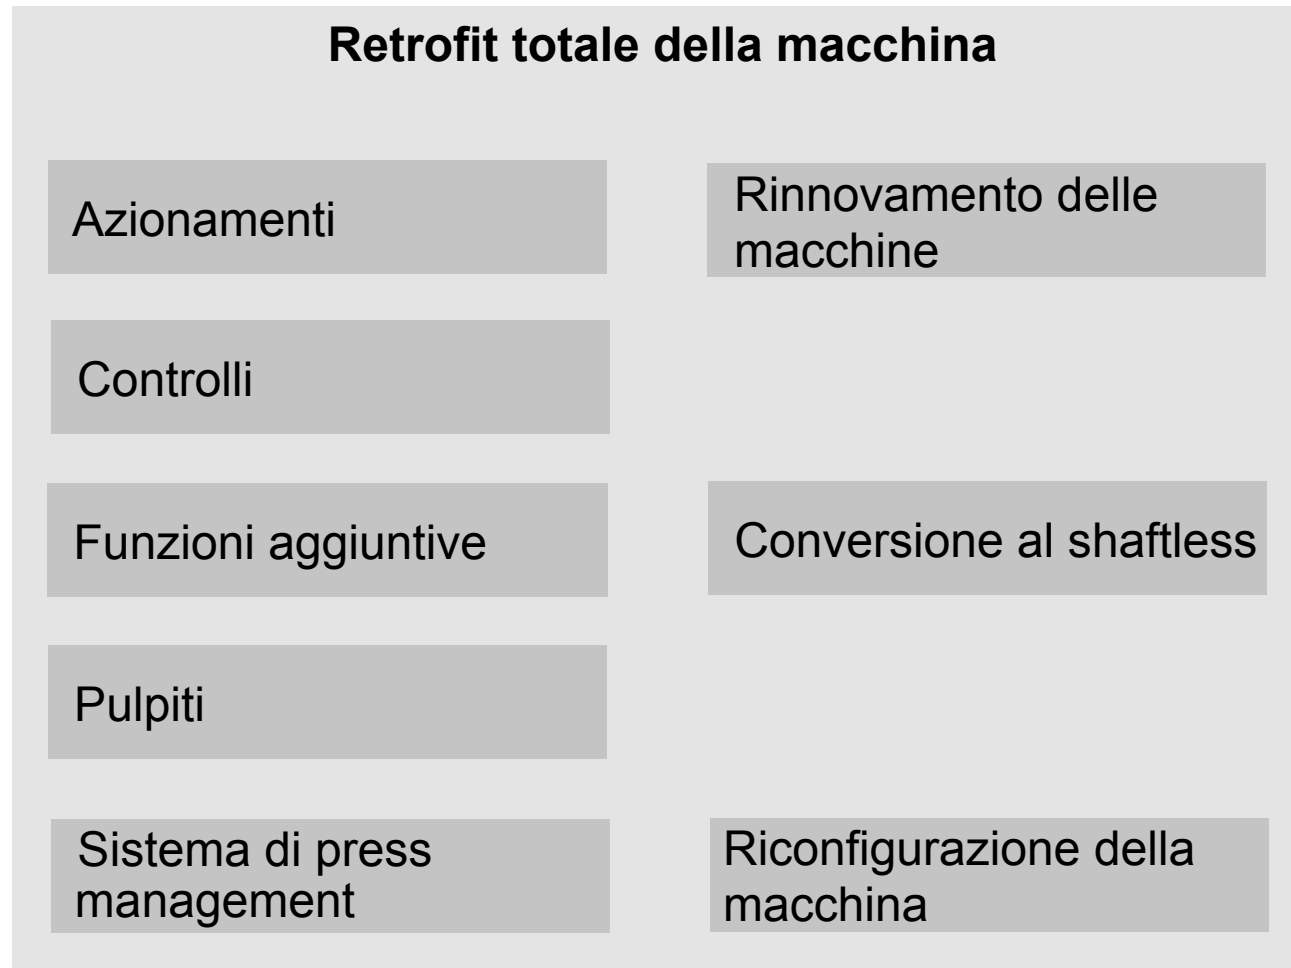 Retrofit totale della macchina
Azionamenti
Rinnovamento delle
macchine
Controlli
Funzioni aggiuntive
Conversione al shaftless
Pulpiti
Sistema di press
management
Riconfigurazione della
macchina